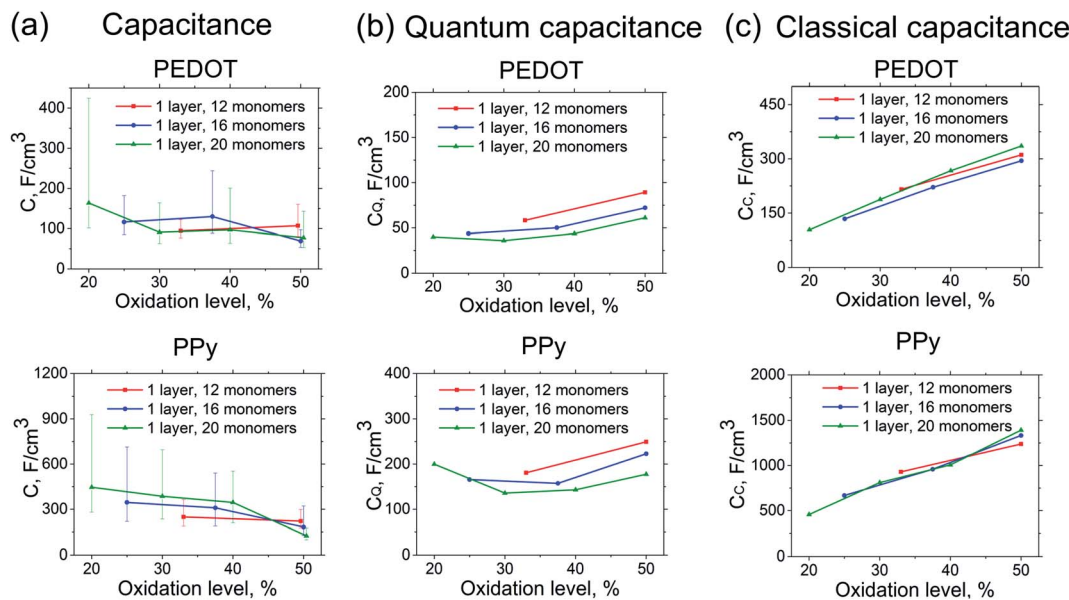 (a) Capacitance
PEDOT
1 layer, 12 monomers
1 layer, 16 monomers
1 layer, 20 monomers
C, F/cm³
400
300
200
100
0
20 30 40 50
Oxidation level, %
PPy
1 layer, 12 monomers
1 layer, 16 monomers
1 layer, 20 monomers
C, F/cm³
1200
900
600
300
0
20 30 40 50
Oxidation level, %
(b) Quantum capacitance
PEDOT
1 layer, 12 monomers
1 layer, 16 monomers
1 layer, 20 monomers
CQ, F/cm³
200
150
100
50
0
20 30 40 50
Oxidation level, %
PPy
1 layer, 12 monomers
1 layer, 16 monomers
1 layer, 20 monomers
CQ, F/cm³
400
300
200
100
0
20 30 40 50
Oxidation level, %
(c) Classical capacitance
PEDOT
1 layer, 12 monomers
1 layer, 16 monomers
1 layer, 20 monomers
CC, F/cm³
450
300
150
0
20 30 40 50
Oxidation level, %
PPy
1 layer, 12 monomers
1 layer, 16 monomers
1 layer, 20 monomers
CC, F/cm³
2000
1500
1000
500
0
20 30 40 50
Oxidation level, %